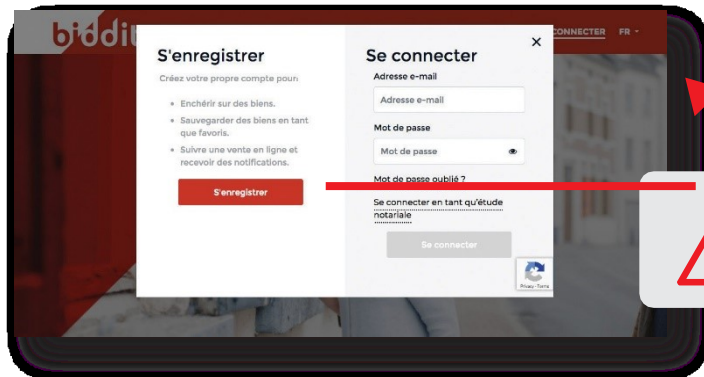 biddit
CONNECTER FR
S'enregistrer
Créez votre propre compte pour:
• Enchérir sur des biens.
• Sauvegarder des biens en tant
que favoris.
• Suivre une vente en ligne et
recevoir des notifications.
S'enregistrer
Se connecter
Adresse e-mail
Adresse e-mail
Mot de passe
Mot de passe
Mot de passe oublié ?
Se connecter en tant qu'étude
notariale
Se connecter
Privacy - Terms